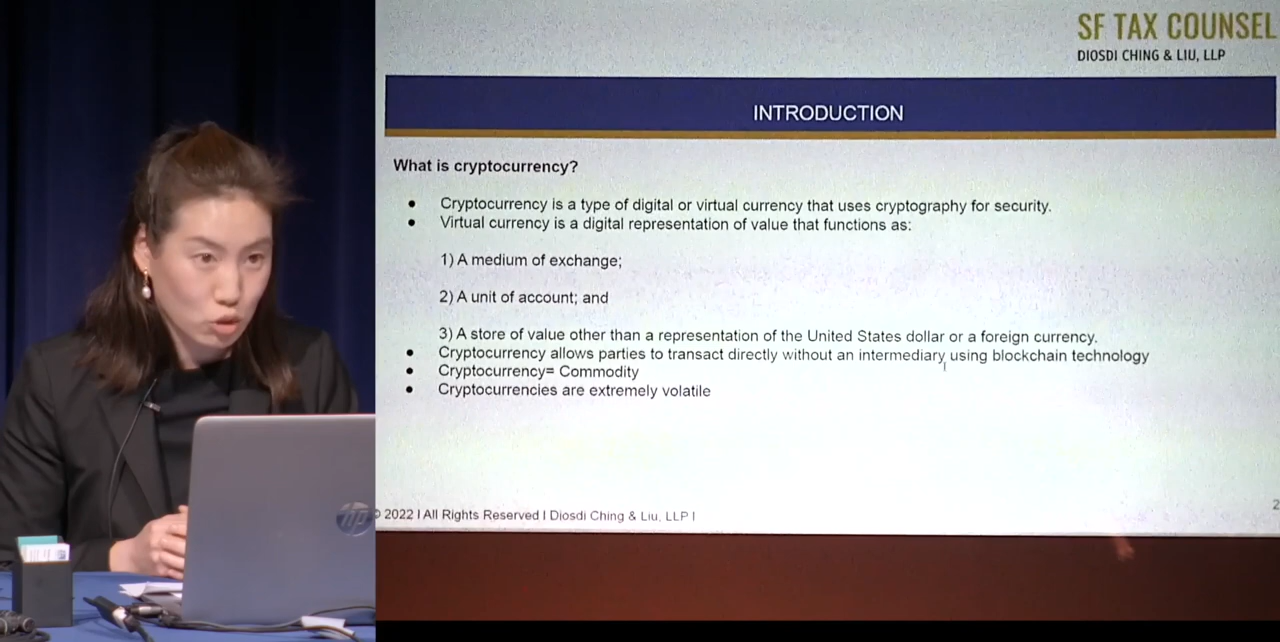 SF TAX COUNSEL
DIOSDI CHING & LIU, LLP
INTRODUCTION
What is cryptocurrency?
• Cryptocurrency is a type of digital or virtual currency that uses cryptography for security.
• Virtual currency is a digital representation of value that functions as:
1) A medium of exchange;
2) A unit of account; and
3) A store of value other than a representation of the United States dollar or a foreign currency.
• Cryptocurrency allows parties to transact directly without an intermediary using blockchain technology
• Cryptocurrency= Commodity
• Cryptocurrencies are extremely volatile
© 2022 I All Rights Reserved I Diosdi Ching & Liu, LLP I
2
hp